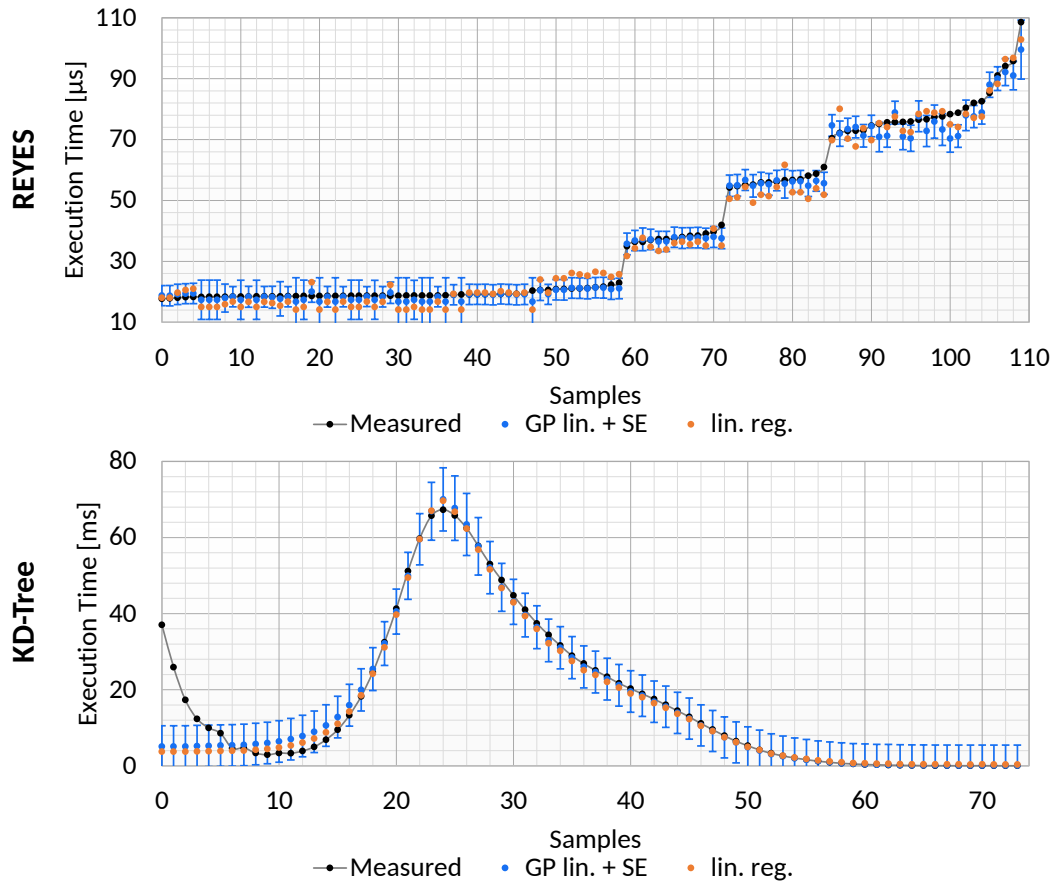 REYES
Execution Time [µs]
110
90
70
50
30
10
0 10 20 30 40 50 60 70 80 90 100 110
Samples
Measured GP lin. + SE lin. reg.
KD-Tree
Execution Time [ms]
80
60
40
20
0
0 10 20 30 40 50 60 70
Samples
Measured GP lin. + SE lin. reg.